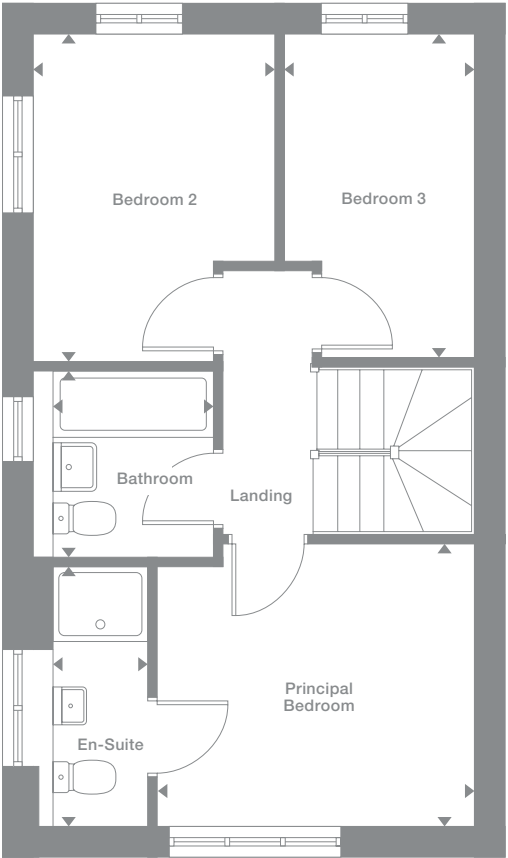 Bedroom 2
Bedroom 3
Bathroom
Landing
Principal
Bedroom
En-Suite